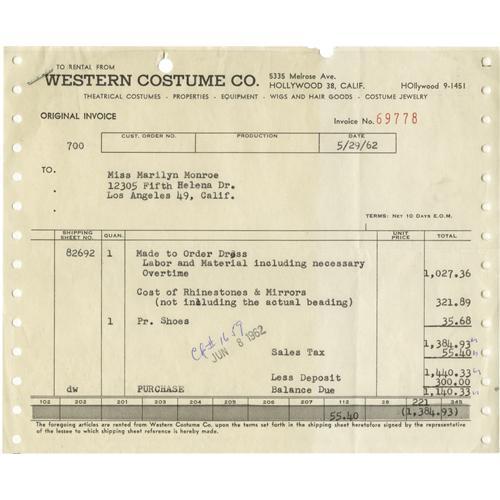 TO RENTAL FROM
WESTERN COSTUME CO.
5335 Melrose Ave.
HOLLYWOOD 38, CALIF.
HOllywood 9-1451
THEATRICAL COSTUMES - PROPERTIES - EQUIPMENT - WIGS AND HAIR GOODS - COSTUME JEWELRY
ORIGINAL INVOICE
Invoice No. 69778
CUST. ORDER NO. PRODUCTION DATE
700 5/29/62
TO.
Miss Marilyn Monroe
12305 Fifth Helena Dr.
Los Angeles 49, Calif.
TERMS: NET 10 DAYS E.O.M.
SHIPPING SHEET NO. QUAN. UNIT PRICE TOTAL
82692 1 Made to Order Dress
Labor and Material including necessary
Overtime 1,027.36
Cost of Rhinestones & Mirrors
(not including the actual beading) 321.89
1 Pr. Shoes 35.68
1,384.93
CK# 1659
JUN 8 1962
Sales Tax 55.40
1,440.33
Less Deposit 300.00
dw PURCHASE Balance Due 1,140.33
102 202 201 203 204 205 206 207 112 28 221 345
55.40 (1,384.93)
The foregoing articles are rented from Western Costume Co. upon the terms set forth in the shipping sheet heretofore signed by the representative
of the lessee to which shipping sheet reference is hereby made.